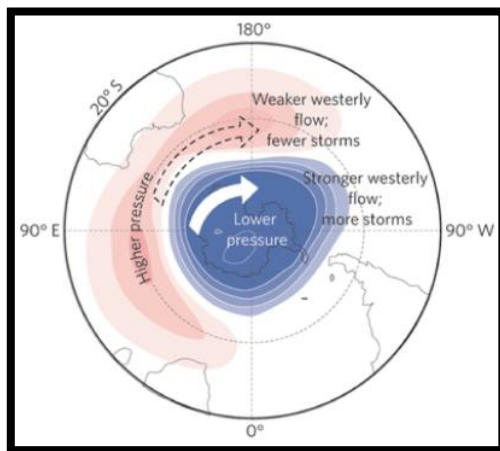 180°
20° S
Weaker westerly
flow;
fewer storms
Stronger westerly
flow;
more storms
Higher pressure
Lower
pressure
90° E
90° W
0°